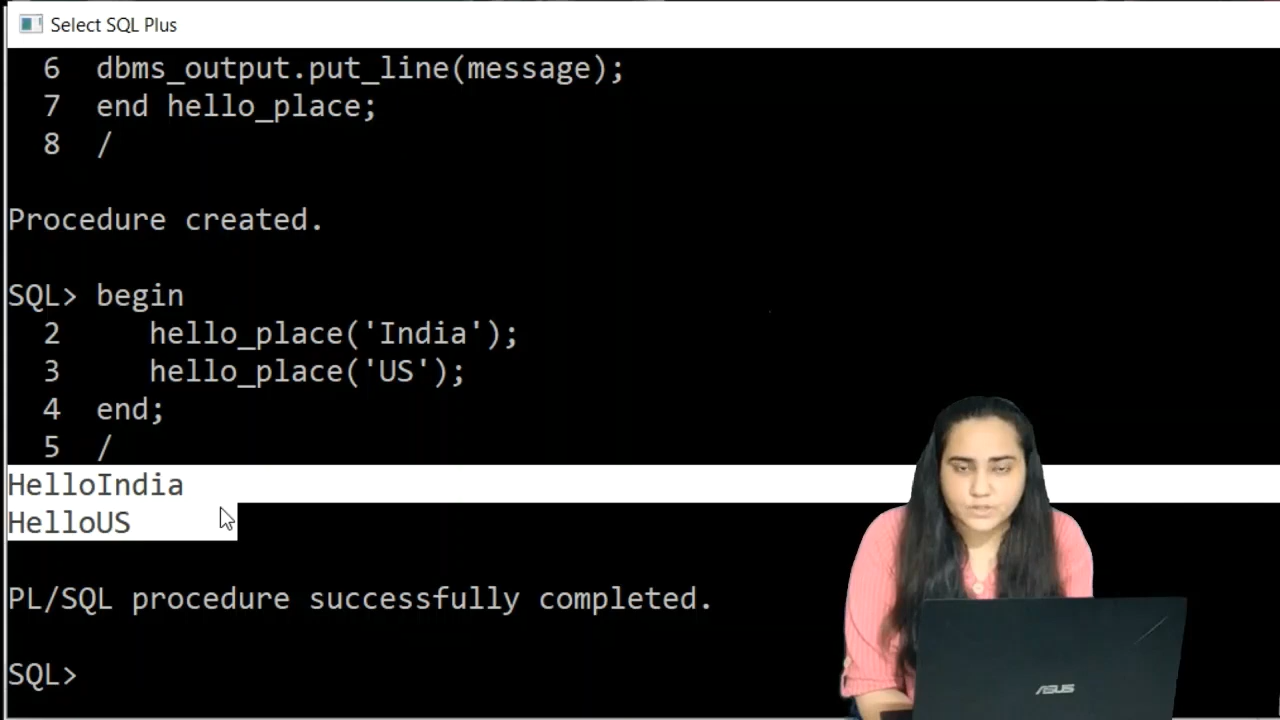 Select SQL Plus
6 dbms_output.put_line(message);
7 end hello_place;
8 /
Procedure created.
SQL> begin
2 hello_place('India');
3 hello_place('US');
4 end;
5 /
HelloIndia
HelloUS
PL/SQL procedure successfully completed.
SQL>
ASUS